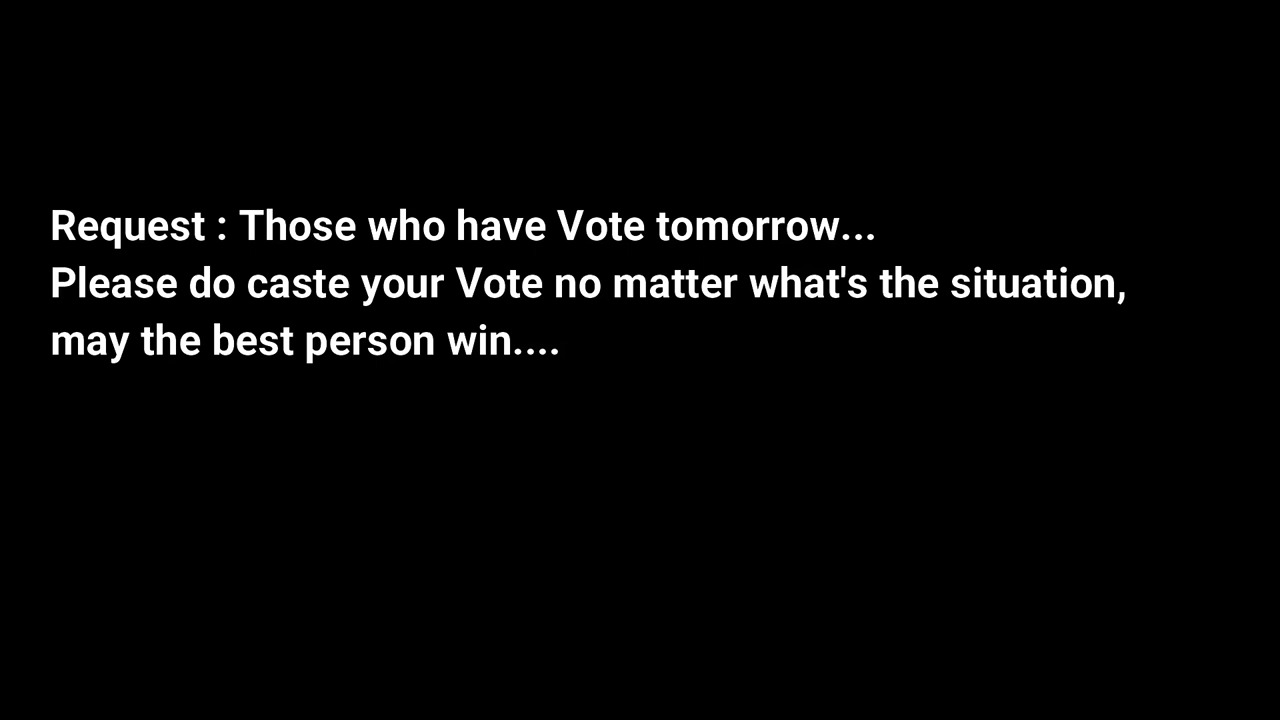 Request : Those who have Vote tomorrow...
Please do caste your Vote no matter what's the situation,
may the best person win....